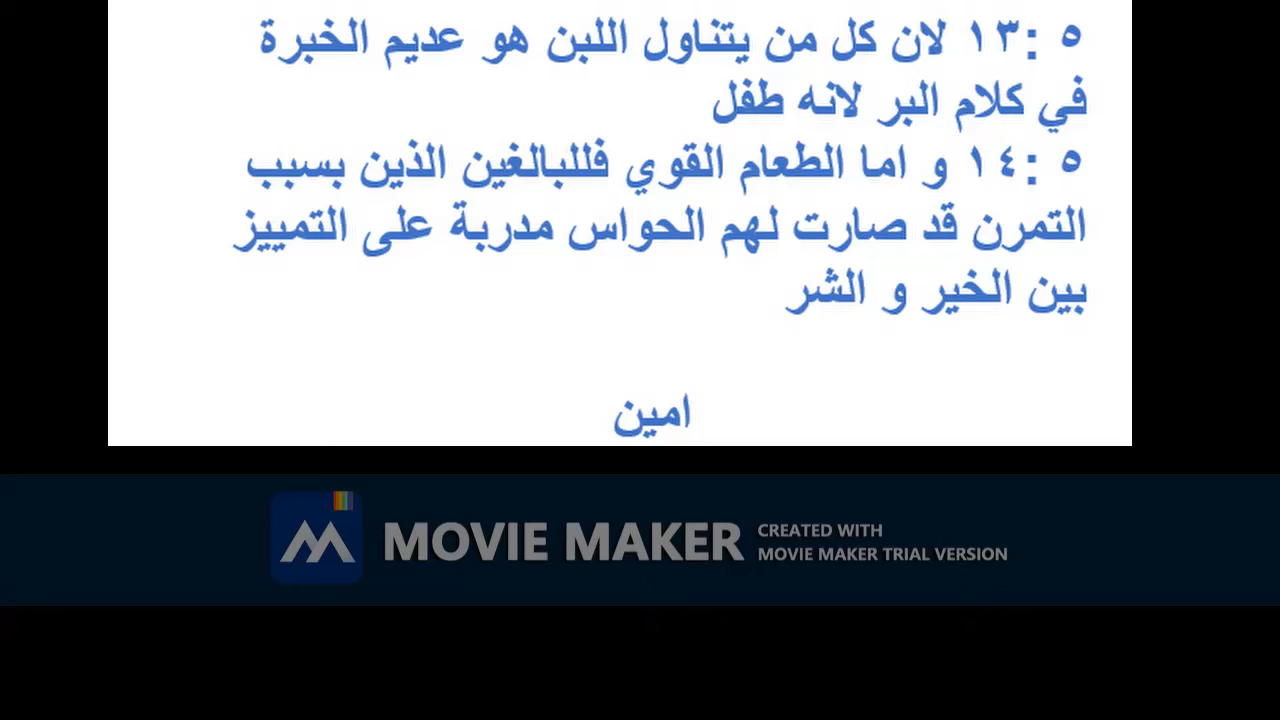 ٥ :١٣ لان كل من يتناول اللبن هو عديم الخبرة
في كلام البر لانه طفل
٥ :١٤ و اما الطعام القوي فللبالغين الذين بسبب
التمرن قد صارت لهم الحواس مدربة على التمييز
بين الخير و الشر
امين
MOVIE MAKER
CREATED WITH
MOVIE MAKER TRIAL VERSION